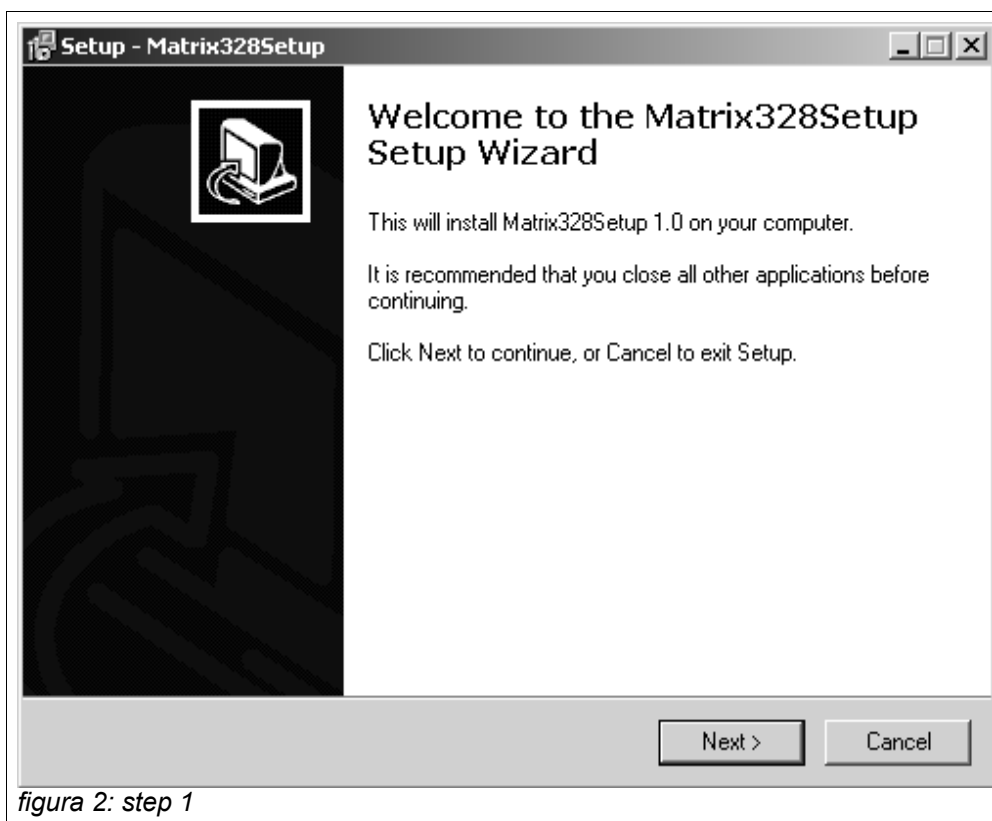 Setup - Matrix328Setup
Welcome to the Matrix328Setup
Setup Wizard
This will install Matrix328Setup 1.0 on your computer.
It is recommended that you close all other applications before
continuing.
Click Next to continue, or Cancel to exit Setup.
Next >
Cancel
figura 2: step 1